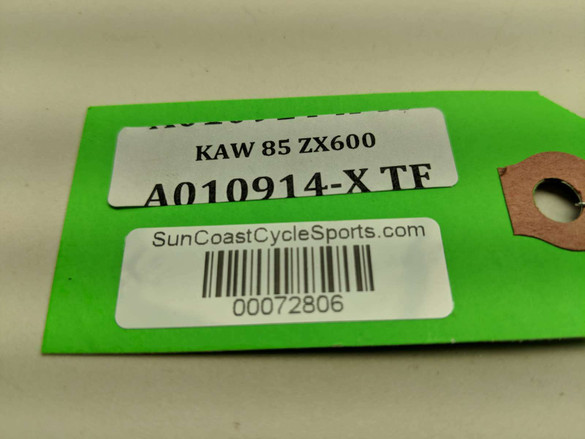 KAW 85 ZX600
A010914-X TF
SunCoastCycleSports.com
00072806